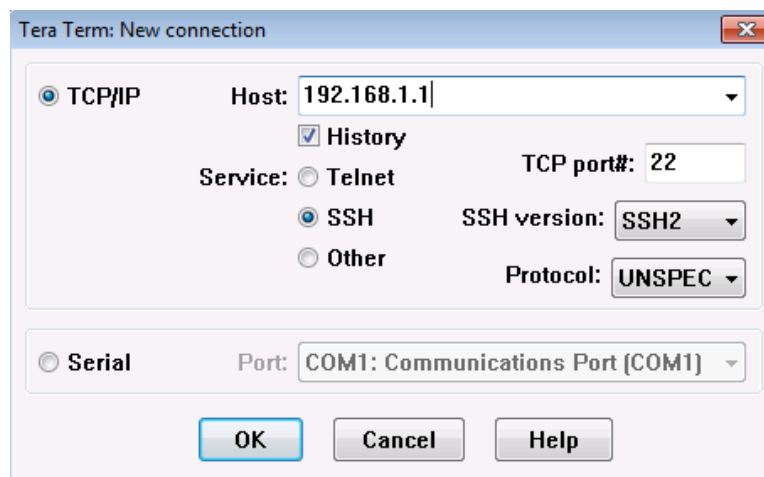 Tera Term: New connection
TCP/IP Host: 192.168.1.1
History
Service: Telnet TCP port#: 22
SSH SSH version: SSH2
Other Protocol: UNSPEC
Serial Port: COM1: Communications Port (COM1)
OK Cancel Help